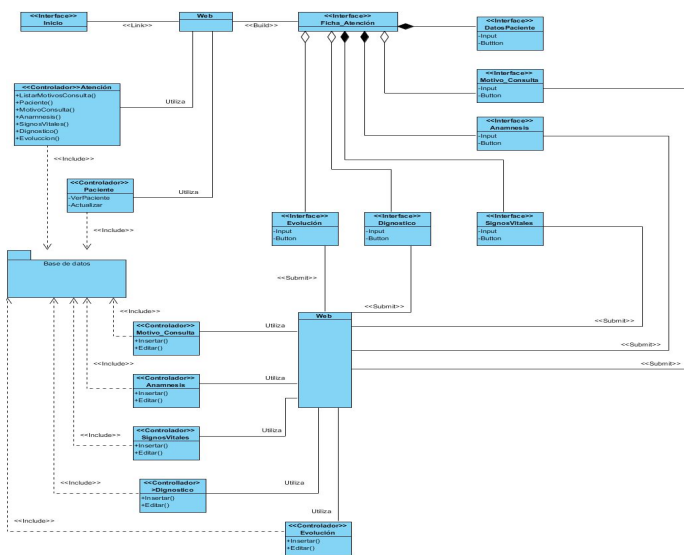 <<Interface>>
Inicio
<<Link>>
Web
<<Build>>
<<Interface>>
Ficha_Atención
<<Interface>>
DatosPaciente
-Input
-Buntton
<<Controlador>>Atención
+ListarMotivosConsulta()
+Paciente()
+MotivoConsulta()
+Anamnesis()
+SignosVitales()
+Dignostico()
+Evoluccion()
Utiliza
<<Interface>>
Motivo_Consulta
-Input
-Button
<<Interface>>
Anamnesis
-Input
-Button
<<Include>>
<<Controlador>>
Paciente
-VerPaciente
-Actualizar
Utiliza
<<Include>>
<<Interface>>
Evolución
-Input
-Button
<<Interface>>
Dignostico
-Input
-Button
<<Interface>>
SignosVitales
-Input
-Button
Base de datos
<<Submit>>
<<Submit>>
<<Include>>
<<Controlador>>
Motivo_Consulta
+Insertar()
+Editar()
Utiliza
Web
<<Submit>>
<<Submit>>
<<Submit>>
<<Include>>
<<Controlador>>
Anamnesis
+Insertar()
+Editar()
Utiliza
<<Include>>
<<Controlador>>
SignosVitales
+Insertar()
+Editar()
Utiliza
<<Include>>
<<Controllador>
>Dignostico
+Insertar()
+Editar()
Utiliza
<<Include>>
Utiliza
<<Controlador>>
Evolución
+Insertar()
+Editar()